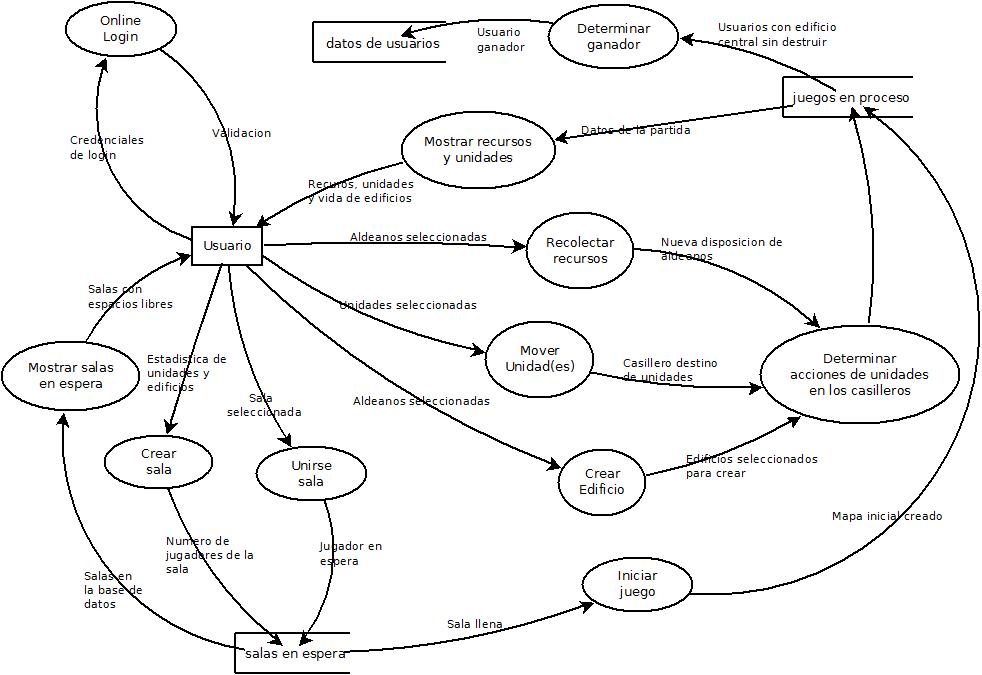 Online
Login
datos de usuarios
Usuario
ganador
Determinar
ganador
Usuarios con edificio
central sin destruir
juegos en proceso
Credenciales
de login
Validacion
Mostrar recursos
y unidades
Datos de la partida
Recuros, unidades
y vida de edificios
Usuario
Aldeanos seleccionadas
Recolectar
recursos
Nueva disposicion de
aldeanos
Salas con
espacios libres
Unidades seleccionadas
Mover
Unidad(es)
Casillero destino
de unidades
Determinar
acciones de unidades
en los casilleros
Mostrar salas
en espera
Estadistica de
unidades y
edificios
Sala
seleccionada
Aldeanos seleccionadas
Crear
sala
Unirse
sala
Crear
Edificio
Edificios seleccionados
para crear
Mapa inicial creado
Numero de
jugadores de la
sala
Jugador en
espera
Salas en
la base de
datos
Iniciar
juego
Sala llena
salas en espera